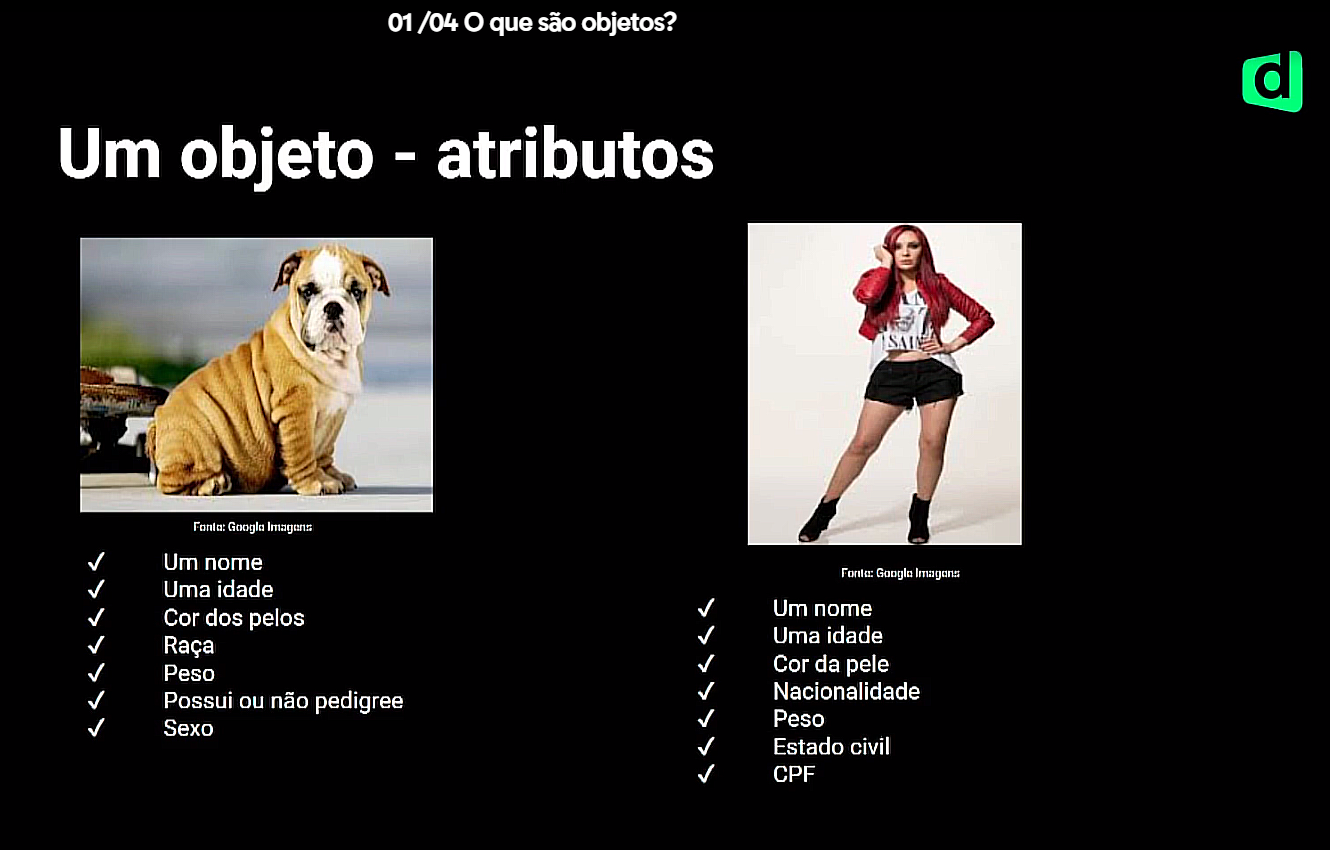 01 /04 O que são objetos?
d
Um objeto - atributos
Fonte: Google Imagens
✓ Um nome
✓ Uma idade
✓ Cor dos pelos
✓ Raça
✓ Peso
✓ Possui ou não pedigree
✓ Sexo
Fonte: Google Imagens
✓ Um nome
✓ Uma idade
✓ Cor da pele
✓ Nacionalidade
✓ Peso
✓ Estado civil
✓ CPF